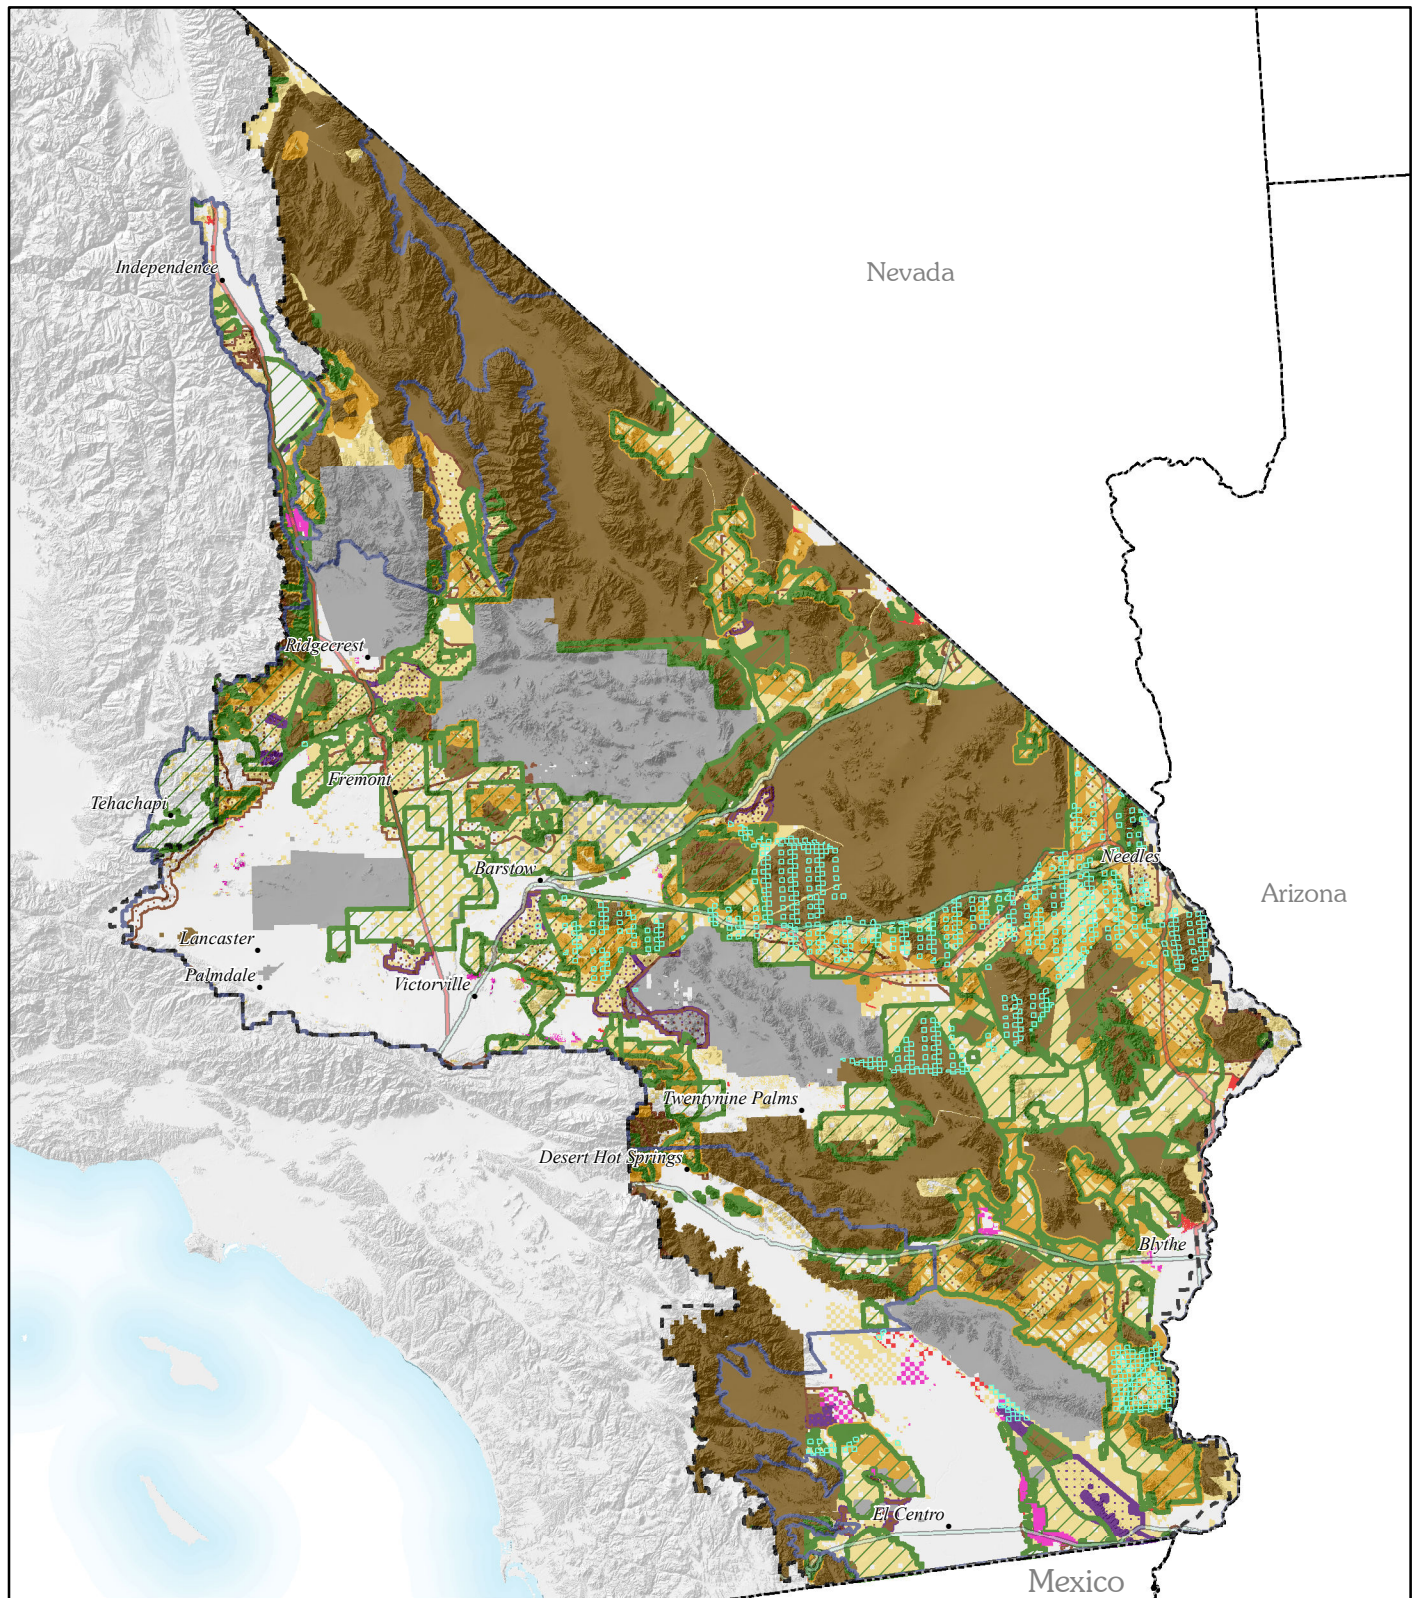 Nevada
Independence
Ridgecrest
Fremont
Tehachapi
Barstow
Needles
Arizona
Lancaster
Palmdale
Victorville
Twentynine Palms
Desert Hot Springs
Blythe
El Centro
Mexico